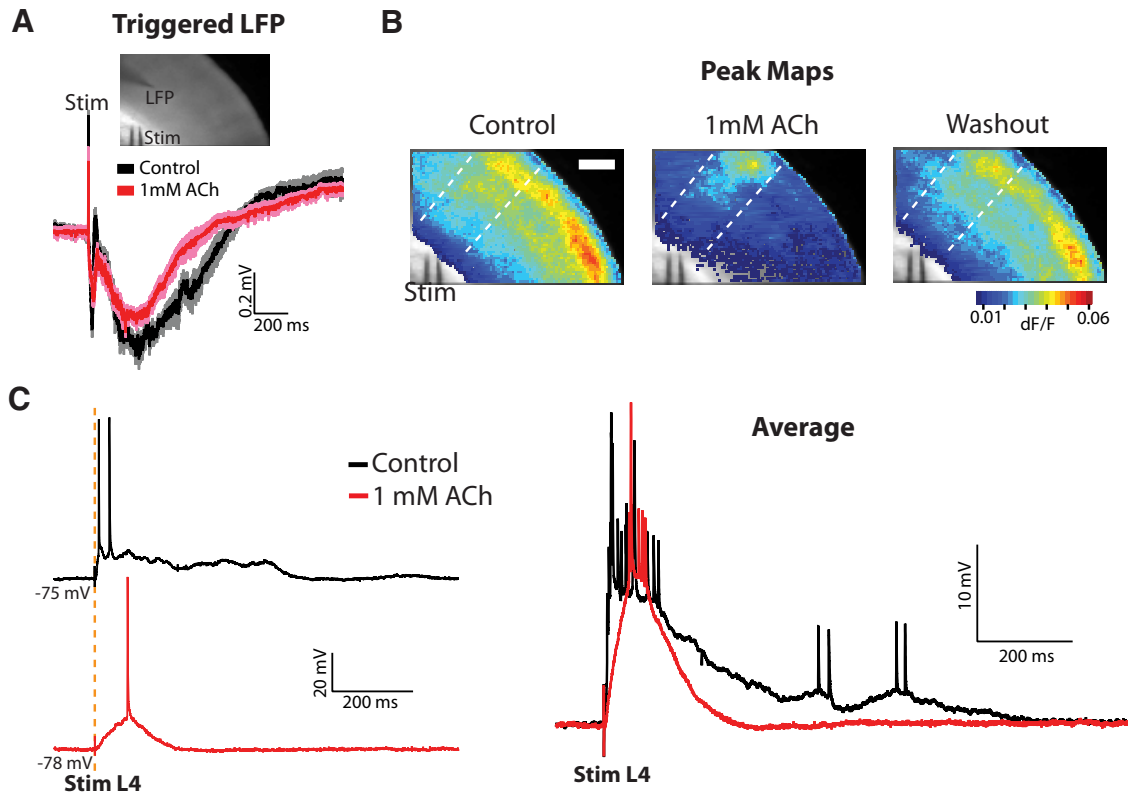 A
Triggered LFP
Stim
LFP
Stim
Control
1mM ACh
0.2 mV
200 ms
B
Peak Maps
Control
1mM ACh
Washout
Stim
0.01
0.06
dF/F
C
Control
1 mM ACh
-75 mV
-78 mV
20 mV
200 ms
Stim L4
Average
10 mV
200 ms
Stim L4